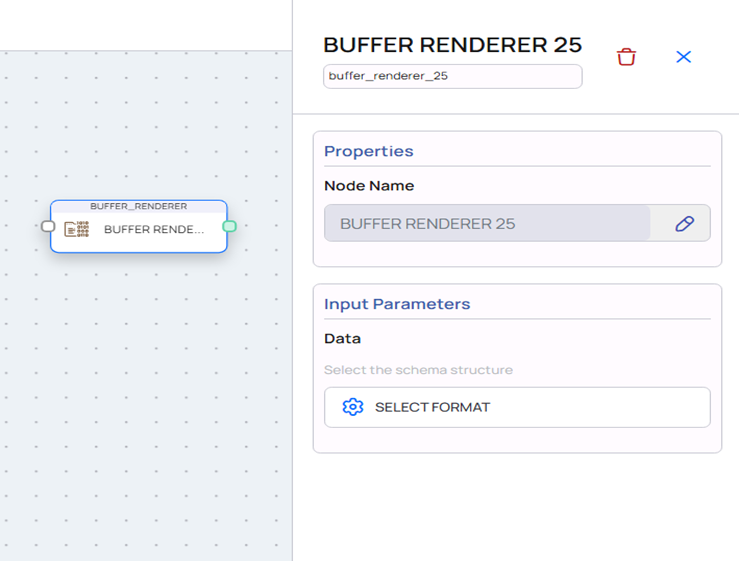 BUFFER RENDERER 25
buffer_renderer_25
Properties
Node Name
BUFFER RENDERER 25
Input Parameters
Data
Select the schema structure
SELECT FORMAT
BUFFER_RENDERER
BUFFER RENDE...